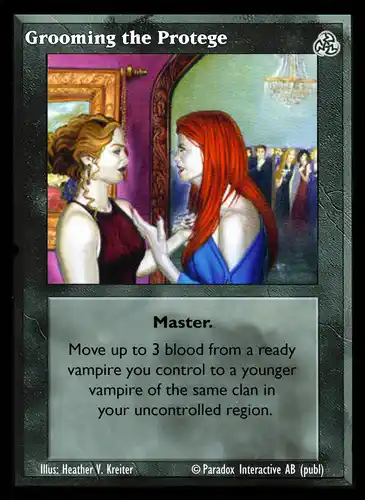 Grooming the Protege
Master.
Move up to 3 blood from a ready
vampire you control to a younger
vampire of the same clan in
your uncontrolled region.
Illus: Heather V. Kreiter © Paradox Interactive AB (publ)